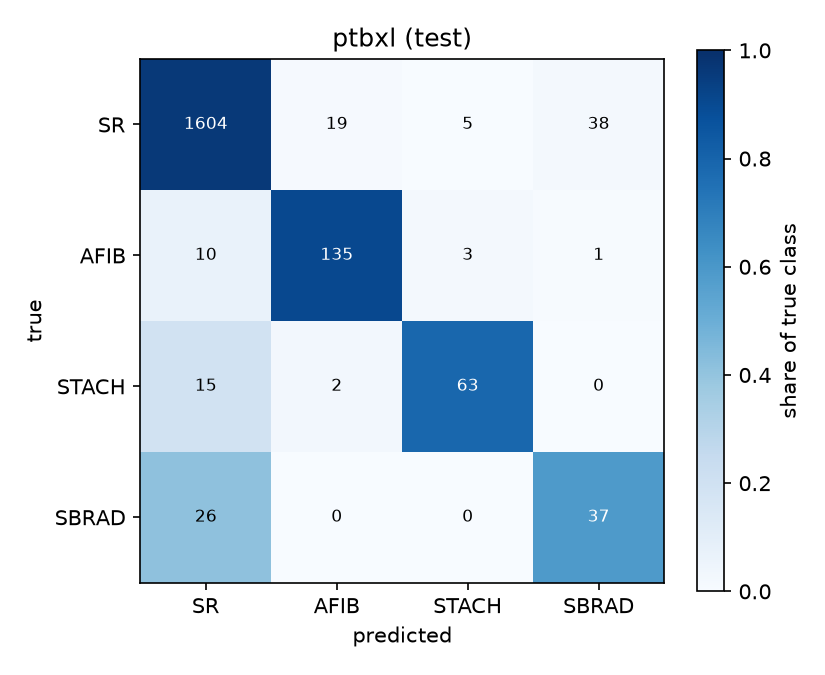 ptbxl (test)
1.0
SR 1604 19 5 38
0.8
AFIB 10 135 3 1
0.6
true
share of true class
STACH 15 2 63 0
0.4
0.2
SBRAD 26 0 0 37
0.0
SR AFIB STACH SBRAD
predicted